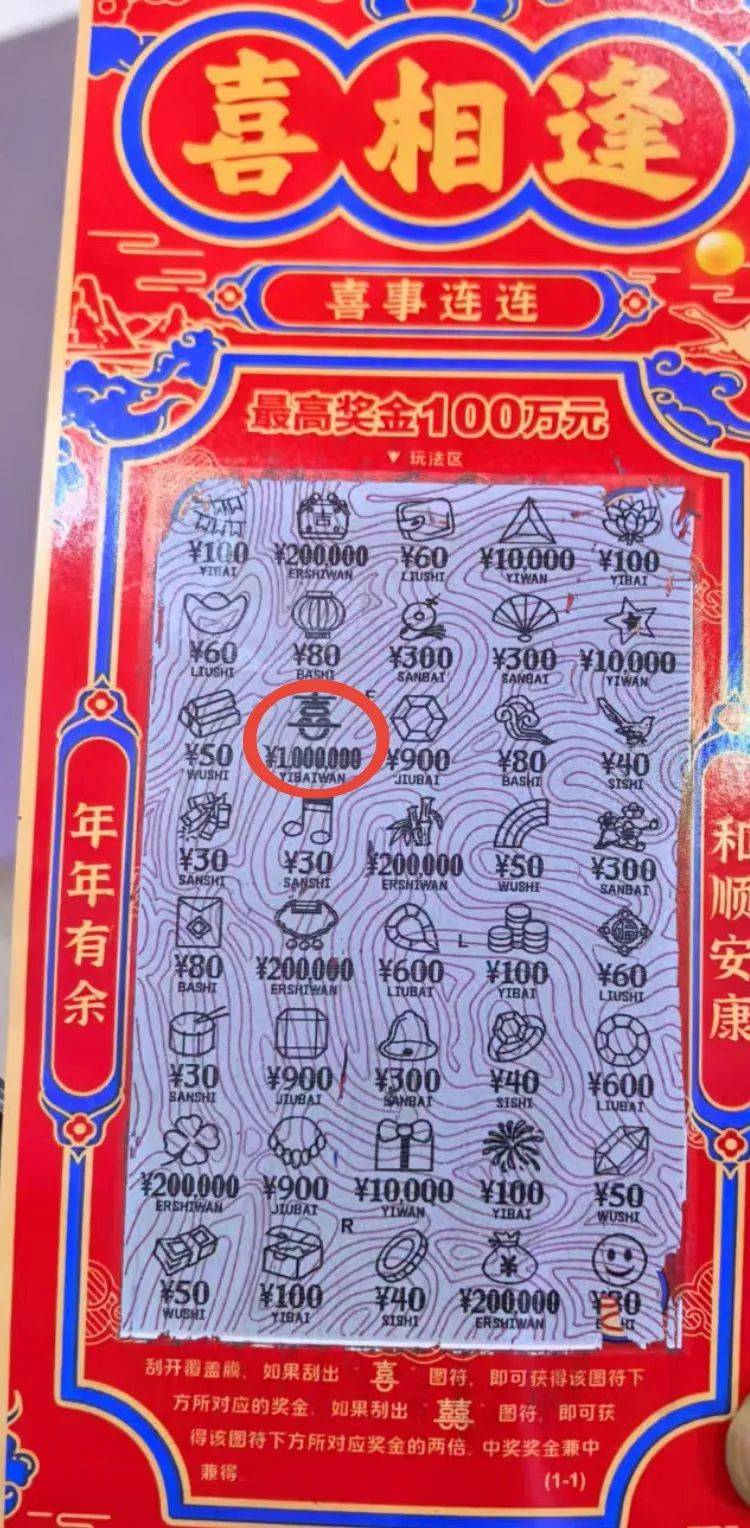 喜相逢
喜事连连
最高奖金100万元
▼ 玩法区
¥100 ¥200,000 ¥60 ¥10,000 ¥100
YIBAI ERSHIWAN LIUSHI YIWAN YIBAI
¥60 ¥80 ¥300 ¥300 ¥10,000
LIUSHI BASHI SANBAI SANBAI YIWAN
喜
¥50 ¥1,000,000 ¥900 ¥80 ¥40
WUSHI YIBAIWAN JIUBAI BASHI SISHI
¥30 ¥30 ¥200,000 ¥50 ¥300
SANSHI SANSHI ERSHIWAN WUSHI SANBAI
福
L
¥80 ¥200,000 ¥600 ¥100 ¥60
BASHI ERSHIWAN LIUBAI YIBAI LIUSHI
¥30 ¥900 ¥300 ¥40 ¥600
SANSHI JIUBAI SANBAI SISHI LIUBAI
¥200,000 ¥900 ¥10,000 ¥100 ¥50
ERSHIWAN JIUBAI YIWAN YIBAI WUSHI
R
¥
¥50 ¥100 ¥40 ¥200,000
WUSHI YIBAI SISHI ERSHIWAN
年年有余
和顺安康
刮开覆盖膜，如果刮出 喜 图符，即可获得该图符下
方所对应的奖金，如果刮出 囍 图符，即可获
得该图符下方所对应奖金的两倍。中奖奖金兼中
兼得。
(1-1)